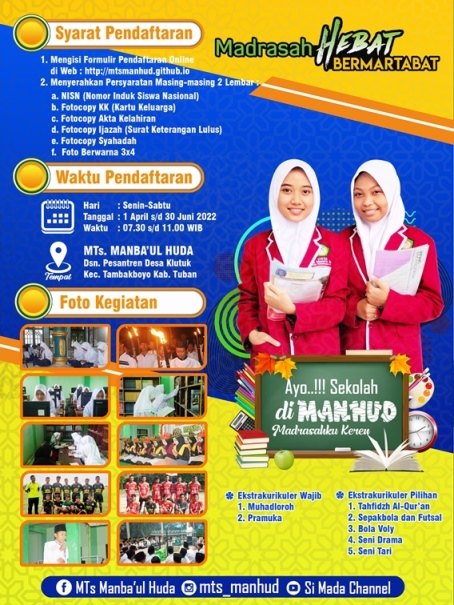 Syarat Pendaftaran
1. Mengisi Formulir Pendaftaran Online
di Web : http://mtsmanhud.github.io
2. Menyerahkan Persyaratan Masing-masing 2 Lembar :
a. NISN (Nomor Induk Siswa Nasional)
b. Fotocopy KK (Kartu Keluarga)
c. Fotocopy Akta Kelahiran
d. Fotocopy Ijazah (Surat Keterangan Lulus)
e. Fotocopy Syahadah
f. Foto Berwarna 3x4
Madrasah HEBAT
BERMARTABAT
Waktu Pendaftaran
Hari : Senin-Sabtu
Tanggal : 1 April s/d 30 Juni 2022
Waktu : 07.30 s/d 11.00 WIB
Tempat
MTs. MANBA'UL HUDA
Dsn. Pesantren Desa Klutuk
Kec. Tambakboyo Kab. Tuban
Foto Kegiatan
Ayo..!!! Sekolah
di MANHUD
Madrasahku Keren
Ekstrakurikuler Wajib
1. Muhadloroh
2. Pramuka
Ekstrakurikuler Pilihan
1. Tahfidzh Al-Qur'an
2. Sepakbola dan Futsal
3. Bola Voly
4. Seni Drama
5. Seni Tari
MTs Manba'ul Huda
mts_manhud
Si Mada Channel